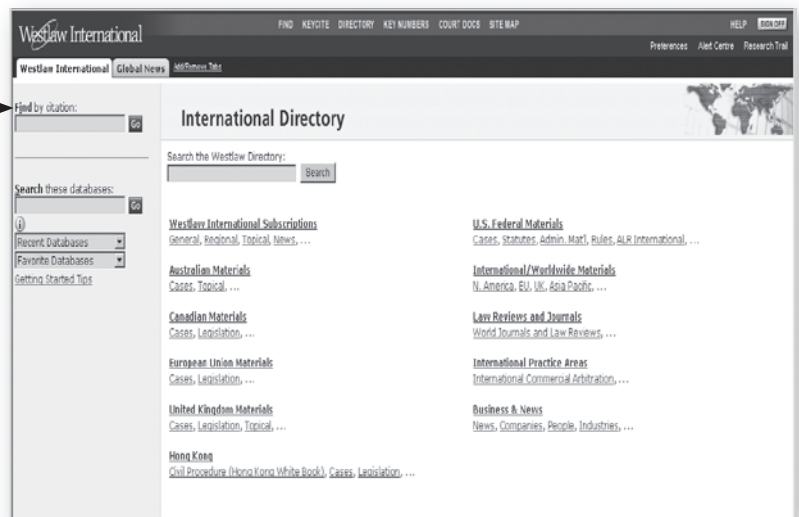 Westlaw International
FIND KEYCITE DIRECTORY KEY NUMBERS COURT DOCS SITE MAP
HELP SIGN OFF
Preferences Alert Centre Research Trail
Westlaw International Global News Add/Remove Tabs
Find by citation:
Go
International Directory
Search the Westlaw Directory:
Search
Search these databases:
Go
i
Recent Databases
Favorite Databases
Getting Started Tips
Westlaw International Subscriptions
General, Regional, Topical, News, ...
Australian Materials
Cases, Topical, ...
Canadian Materials
Cases, Legislation, ...
European Union Materials
Cases, Legislation, ...
United Kingdom Materials
Cases, Legislation, Topical, ...
Hong Kong
Civil Procedure (Hong Kong White Book), Cases, Legislation, ...
U.S. Federal Materials
Cases, Statutes, Admin. Mat'l, Rules, ALR International, ...
International/Worldwide Materials
N. America, EU, UK, Asia Pacific, ...
Law Reviews and Journals
World Journals and Law Reviews, ...
International Practice Areas
International Commercial Arbitration, ...
Business & News
News, Companies, People, Industries, ...